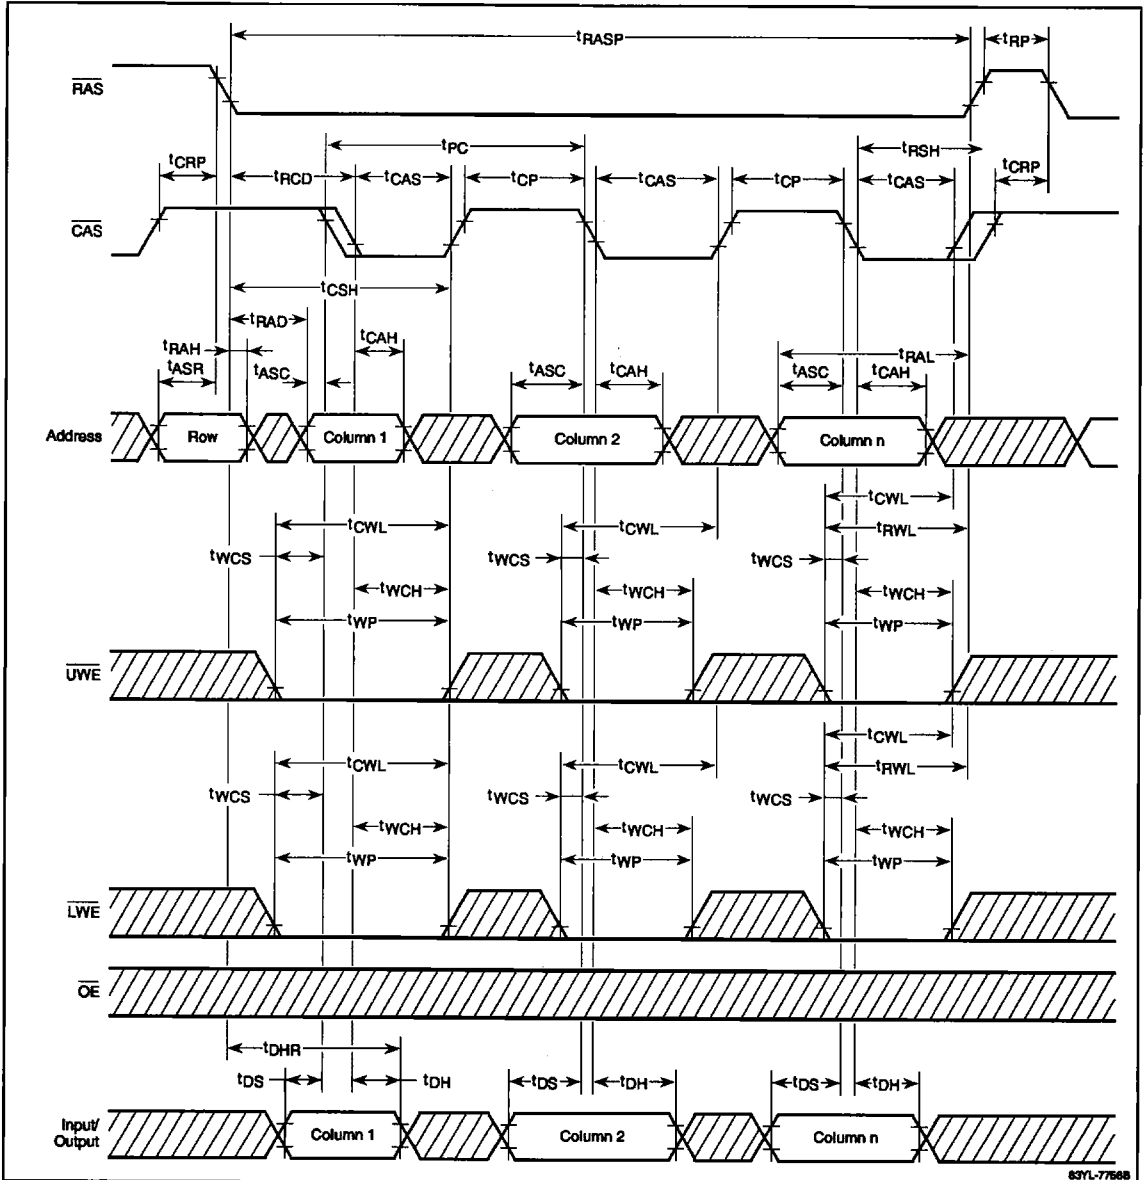 tRASP
tRP
RAS
tPC
tRSH
tCRP
tRCD
tCAS
tCP
tCAS
tCP
tCAS
tCRP
CAS
tCSH
tRAD
tRAH
tCAH
tRAL
tASR
tASC
tASC
tCAH
tASC
tCAH
Address
Row
Column 1
Column 2
Column n
tCWL
tCWL
tCWL
tRWL
tWCS
tWCS
tWCS
tWCH
tWCH
tWCH
tWP
tWP
tWP
UWE
tCWL
tCWL
tCWL
tRWL
tWCS
tWCS
tWCS
tWCH
tWCH
tWCH
tWP
tWP
tWP
LWE
OE
tDHR
tDS
tDH
tDS
tDH
tDS
tDH
Input/
Output
Column 1
Column 2
Column n
83YL-7756B